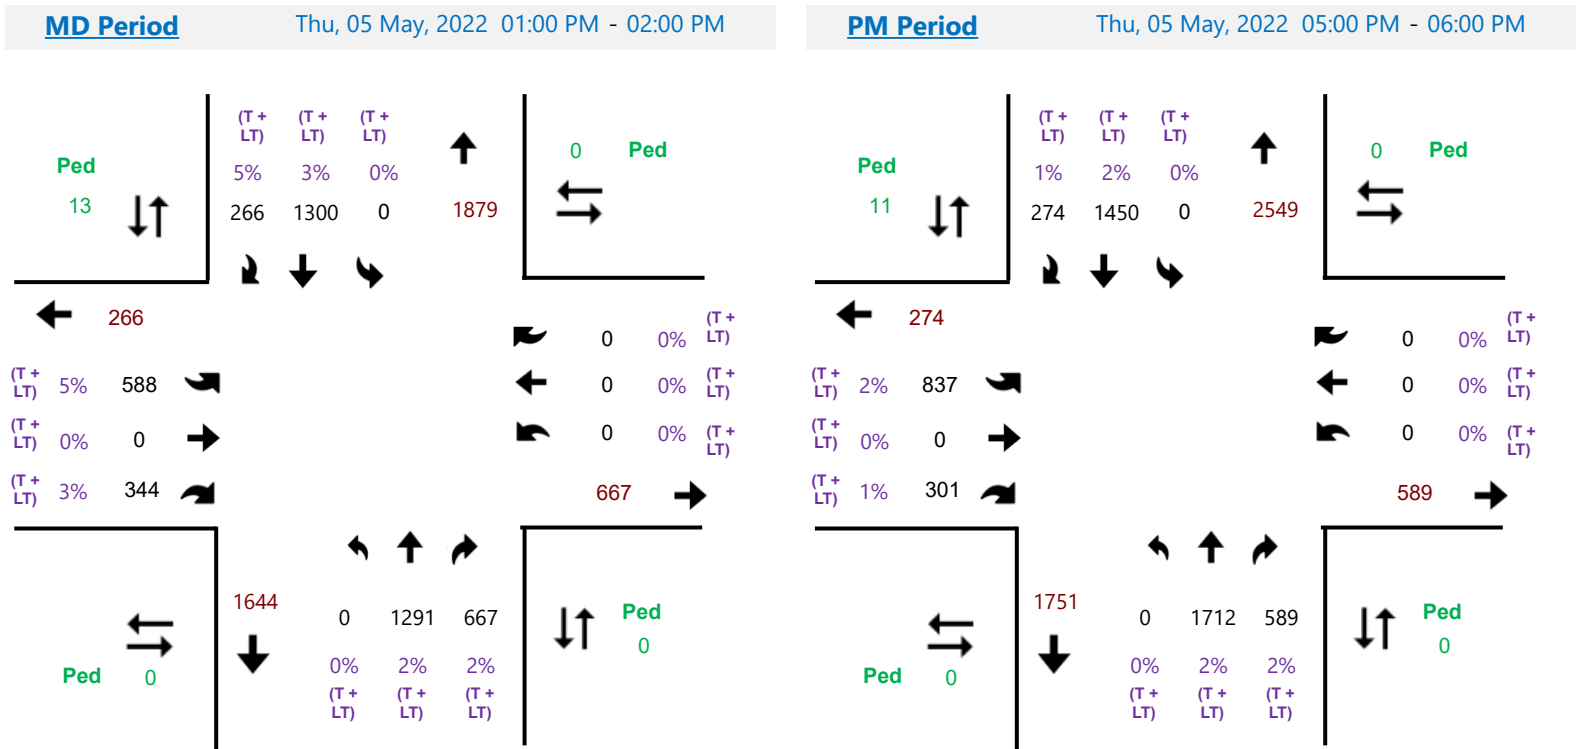 MD Period Thu, 05 May, 2022 01:00 PM - 02:00 PM
(T + LT) (T + LT) (T + LT)
Ped
5% 3% 0%
0 Ped
13
266 1300 0 1879
266
0 0% (T + LT)
(T + LT) 5% 588
0 0% (T + LT)
(T + LT) 0% 0
0 0% (T + LT)
(T + LT) 3% 344
667
1644
0 1291 667
Ped
0
Ped 0
0% 2% 2%
(T + LT) (T + LT) (T + LT)
PM Period Thu, 05 May, 2022 05:00 PM - 06:00 PM
(T + LT) (T + LT) (T + LT)
Ped
1% 2% 0%
0 Ped
11
274 1450 0 2549
274
0 0% (T + LT)
(T + LT) 2% 837
0 0% (T + LT)
(T + LT) 0% 0
0 0% (T + LT)
(T + LT) 1% 301
589
1751
0 1712 589
Ped
0
Ped 0
0% 2% 2%
(T + LT) (T + LT) (T + LT)